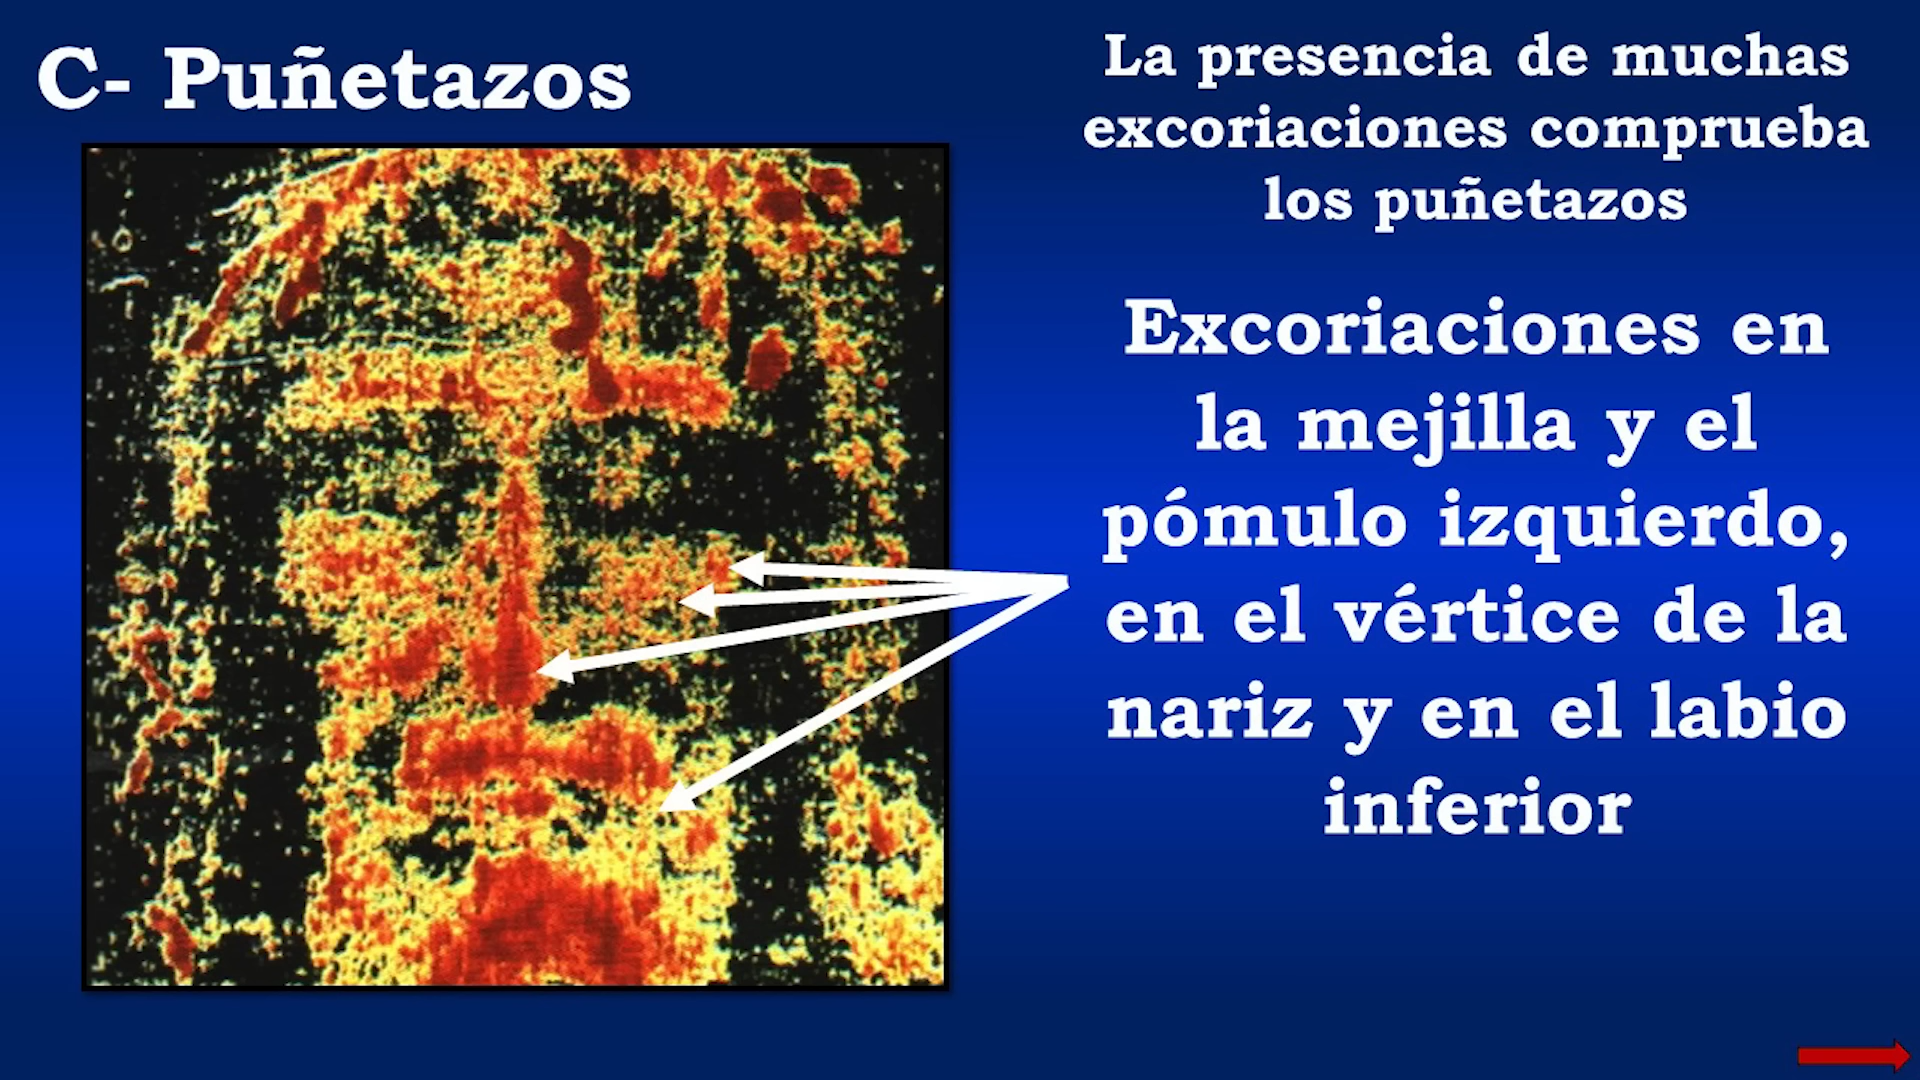 C- Puñetazos
La presencia de muchas
excoriaciones comprueba
los puñetazos
Excoriaciones en
la mejilla y el
pómulo izquierdo,
en el vértice de la
nariz y en el labio
inferior